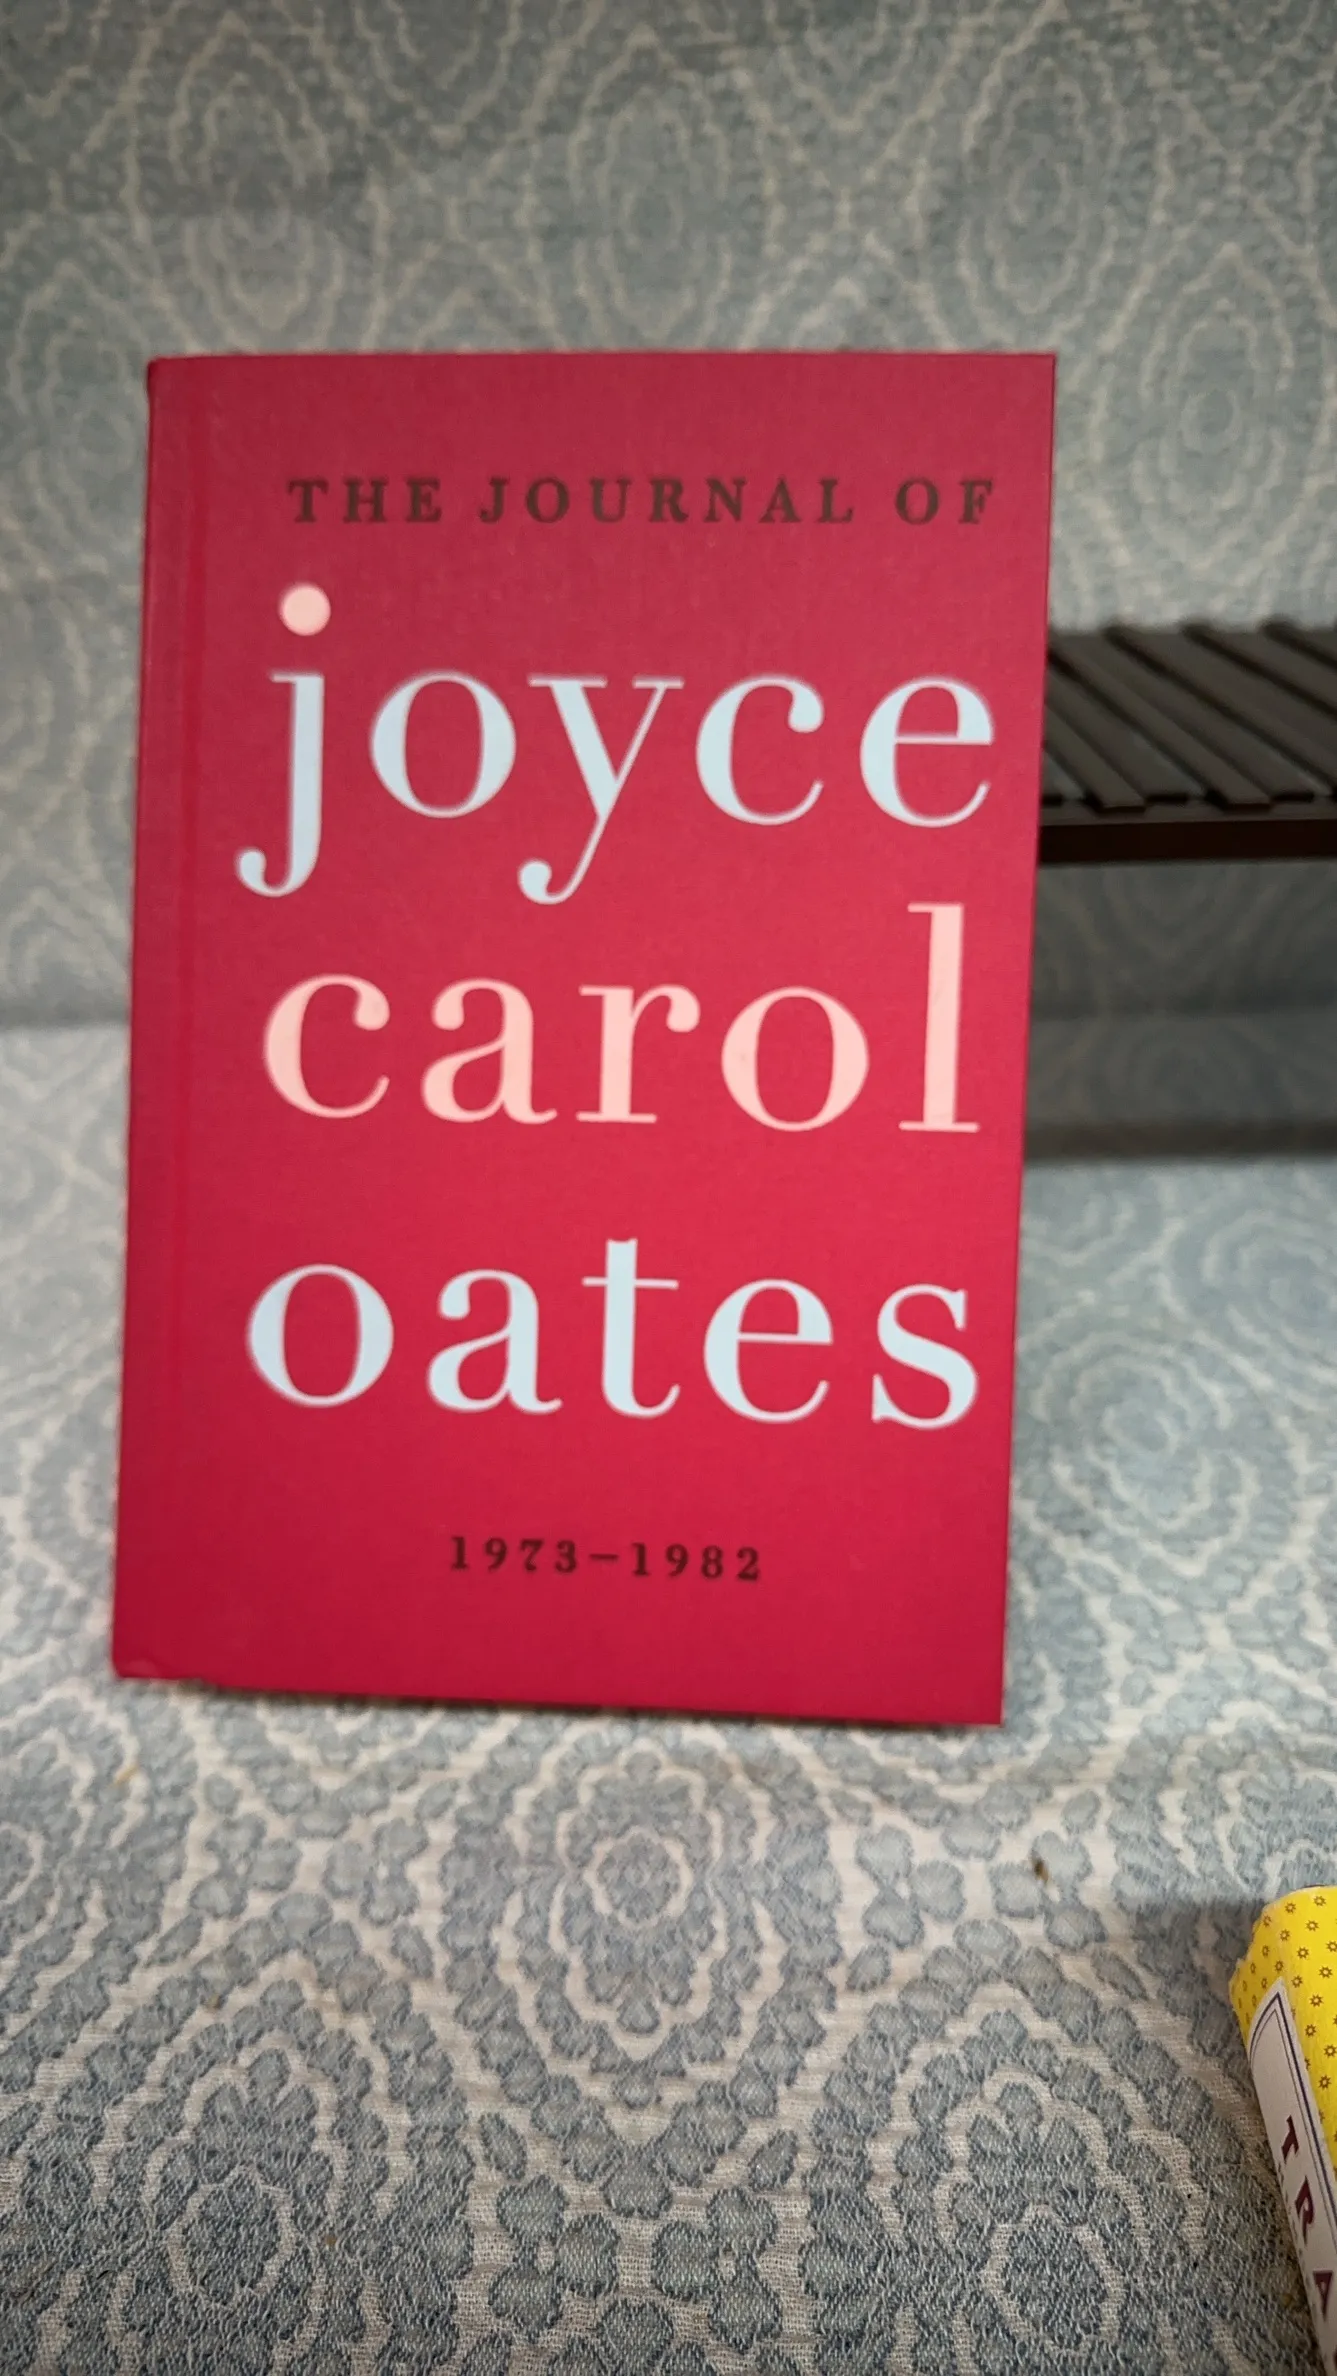 THE JOURNAL OF
joyce
carol
oates
1973–1982